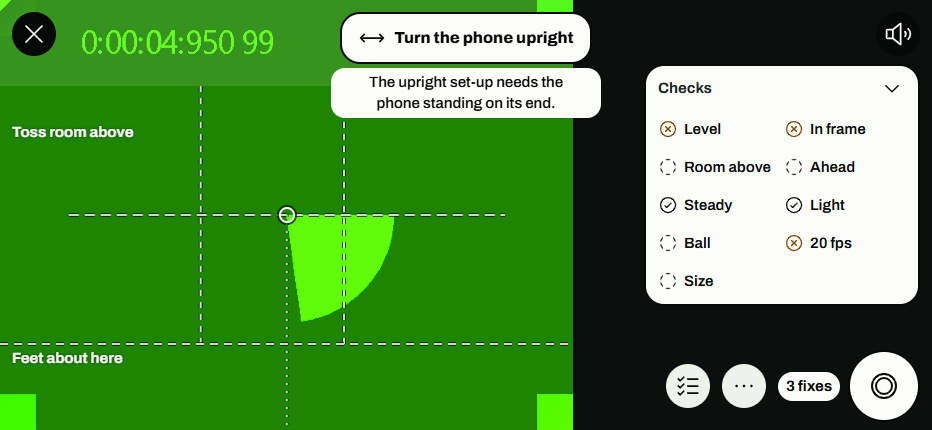 0:00:04:950 99
Turn the phone upright
The upright set-up needs the
phone standing on its end.
Toss room above
Feet about here
Checks
Level
In frame
Room above
Ahead
Steady
Light
Ball
20 fps
Size
3 fixes